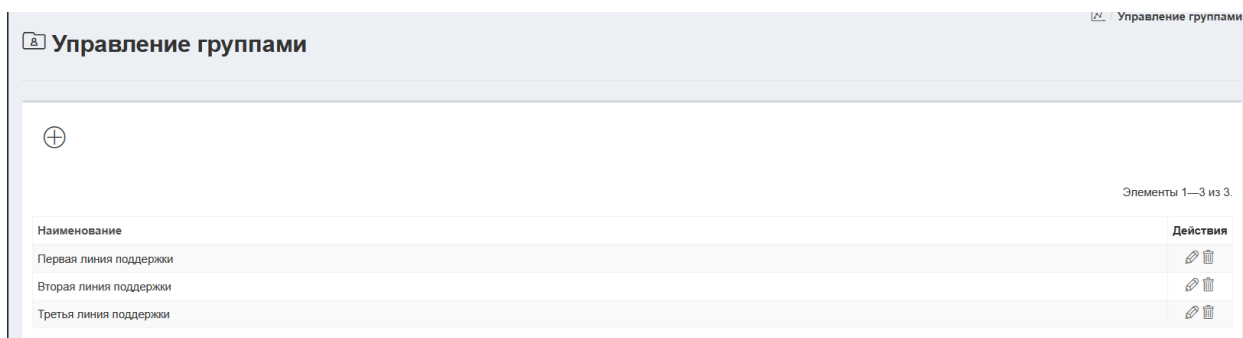 / Управление группами
Управление группами
Элементы 1—3 из 3.
Наименование Действия
Первая линия поддержки
Вторая линия поддержки
Третья линия поддержки